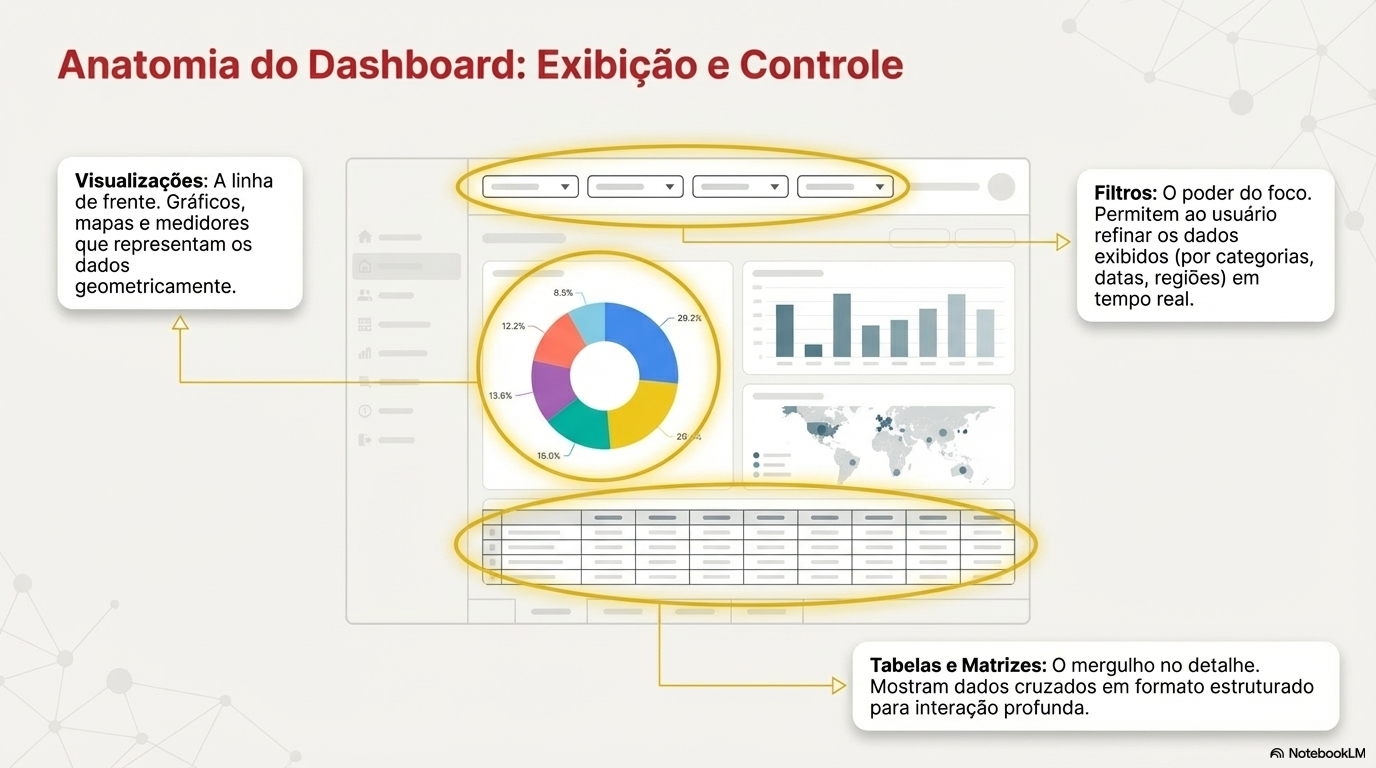 Anatomia do Dashboard: Exibição e Controle
Visualizações: A linha
de frente. Gráficos,
mapas e medidores
que representam os
dados
geometricamente.
Filtros: O poder do foco.
Permitem ao usuário
refinar os dados
exibidos (por categorias,
datas, regiões) em
tempo real.
8.5%
29.2%
12.2%
13.6%
16.0%
Tabelas e Matrizes: O mergulho no detalhe.
Mostram dados cruzados em formato estruturado
para interação profunda.
NotebookLM